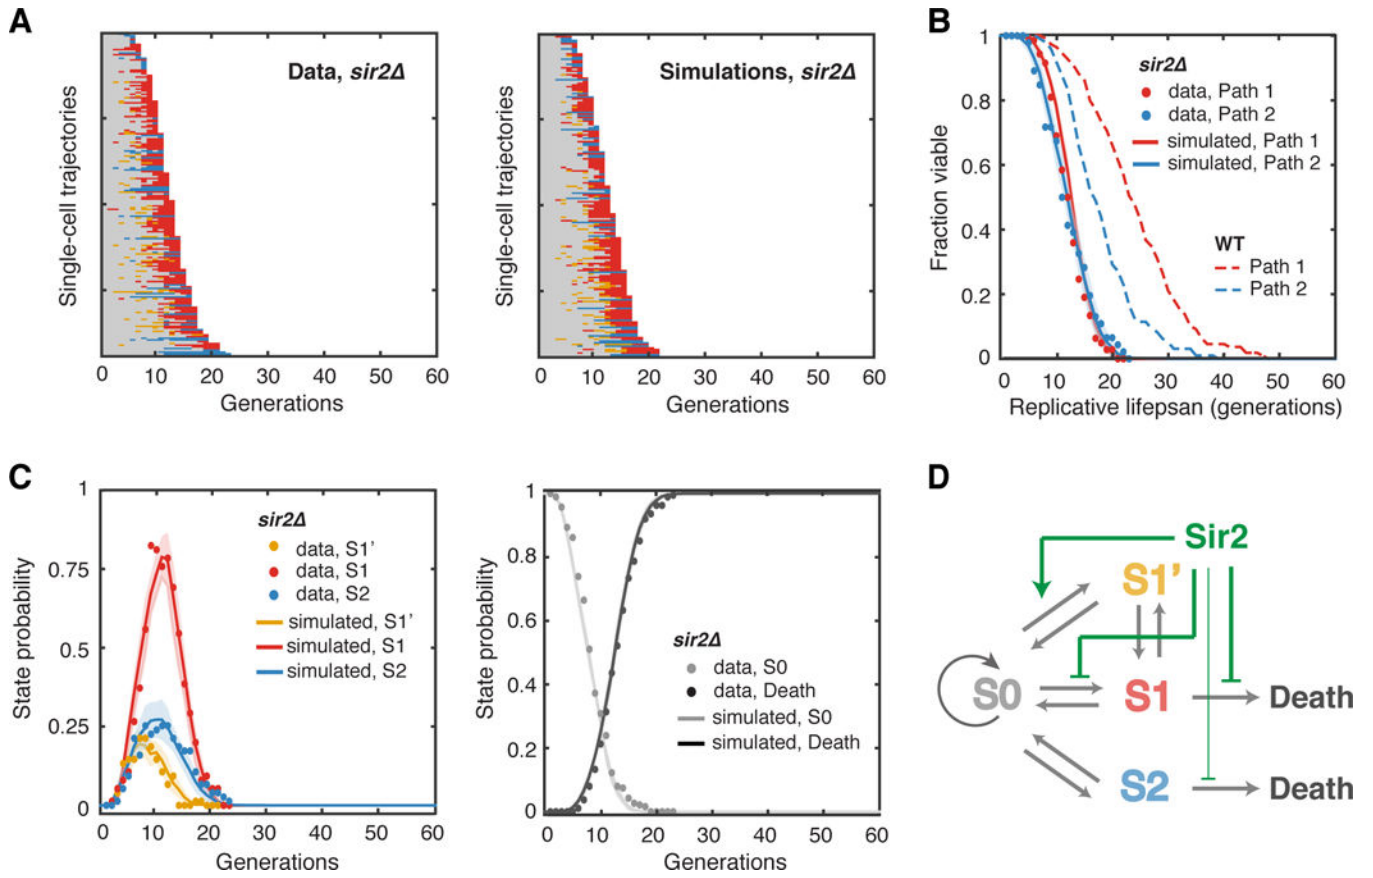 A
Data, sir2Δ
Single-cell trajectories
0 10 20 30 40 50 60
Generations
Simulations, sir2Δ
Single-cell trajectories
0 10 20 30 40 50 60
Generations
B
Fraction viable
1
0.8
0.6
0.4
0.2
0
sir2Δ
data, Path 1
data, Path 2
simulated, Path 1
simulated, Path 2
WT
Path 1
Path 2
0 10 20 30 40 50 60
Replicative lifepsan (generations)
C
State probability
1
0.75
0.5
0.25
0
sir2Δ
data, S1’
data, S1
data, S2
simulated, S1’
simulated, S1
simulated, S2
0 10 20 30 40 50 60
Generations
State probability
1
0.8
0.6
0.4
0.2
0
sir2Δ
data, S0
data, Death
simulated, S0
simulated, Death
0 10 20 30 40 50 60
Generations
D
Sir2
S1’
S0 S1 Death
S2 Death